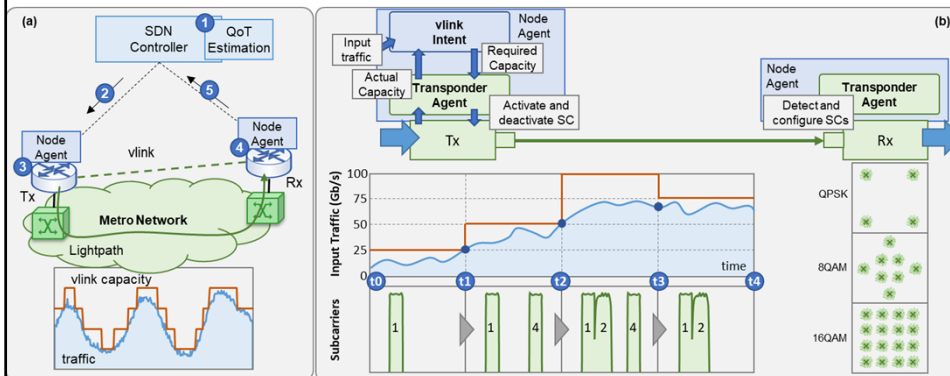 (a)
SDN
Controller
1
QoT
Estimation
2
5
Node
Agent
Node
Agent
3
4
vlink
Tx
Rx
Metro Network
Lightpath
vlink capacity
traffic
(b)
vlink
Intent
Node
Agent
Input
traffic
Required
Capacity
Actual
Capacity
Transponder
Agent
Activate and
deactivate SC
Tx
Node
Agent
Transponder
Agent
Detect and
configure SCs
Rx
Input Traffic (Gb/s)
100
75
50
25
0
time
t0
t1
t2
t3
t4
Subcarriers
1
1
4
1
2
4
1
2
QPSK
8QAM
16QAM